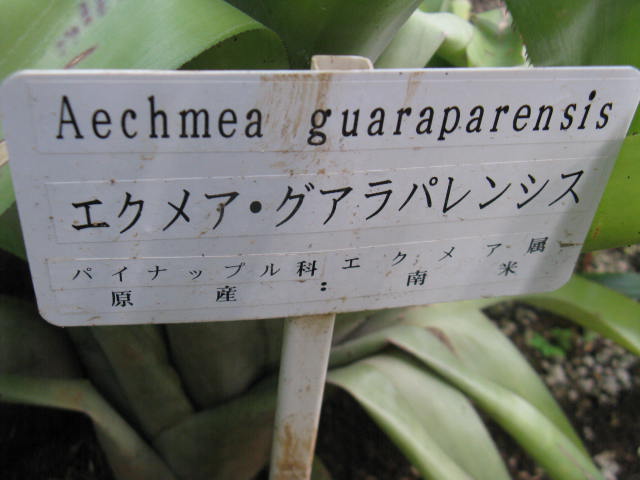 Aechmea guaraparensis
エクメア・グアラパレンシス
パイナップル科エクメア属
原産：南米